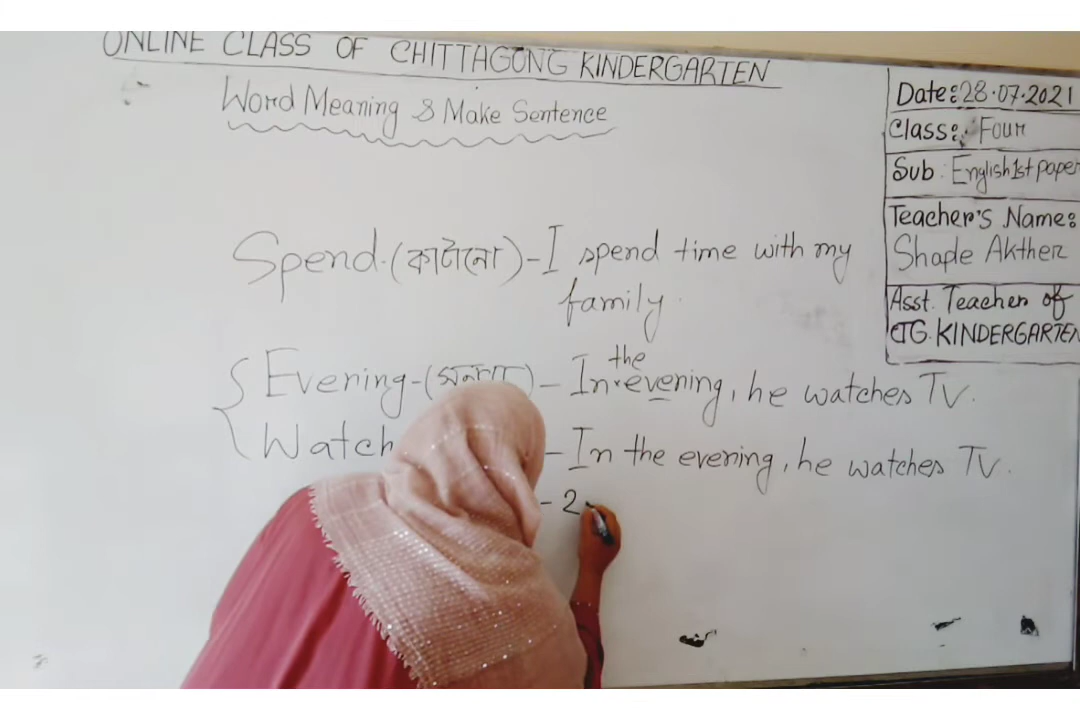 ONLINE CLASS OF CHITTAGONG KINDERGARTEN
Word Meaning & Make Sentence
Date:28.07.2021
Class: Four
Sub: English 1st paper
Teacher's Name:
Shaple Akther
Asst. Teacher of
CTG. KINDERGARTEN
Spend.(কাটানো)-I spend time with my
family.
Evening-( ) - In the evening, he watches TV.
Watch - In the evening, he watches TV.
- 2